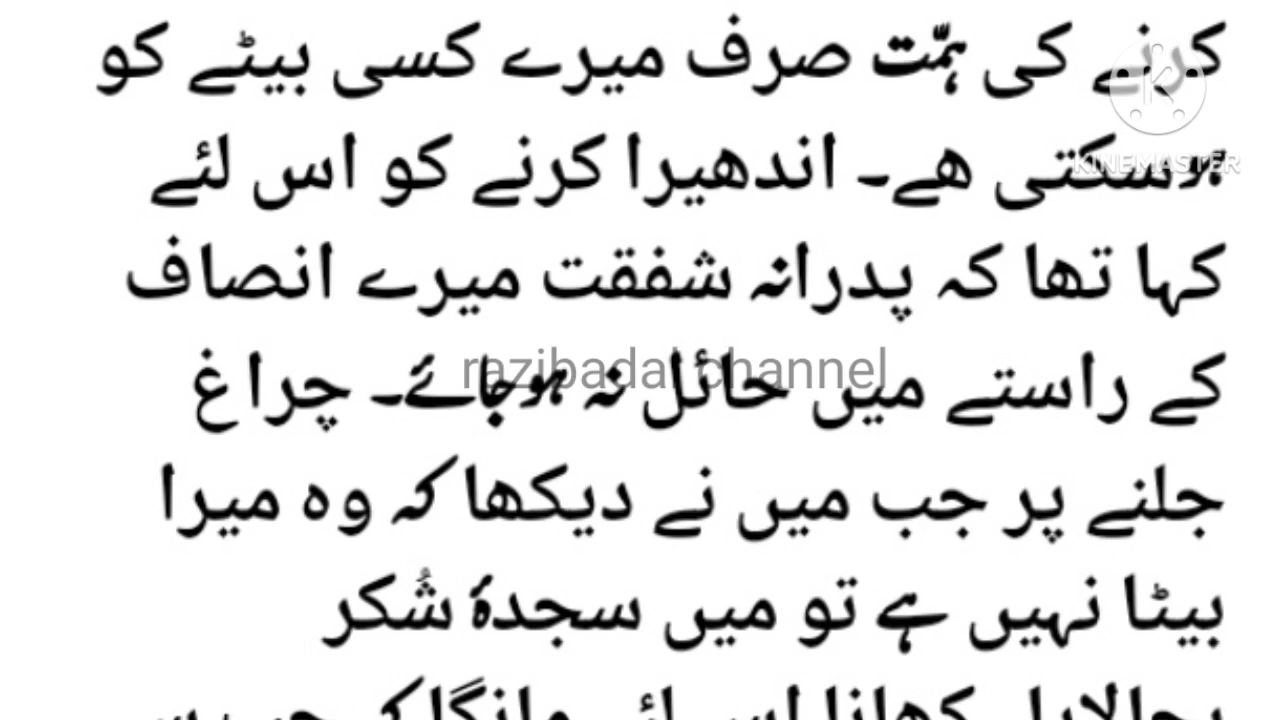 کرنے کی ہمّت صرف میرے کسی بیٹے کو
KINEMASTER
سکتی ھے۔ اندھیرا کرنے کو اس لئے
کہا تھا کہ پدرانہ شفقت میرے انصاف
کے راستے میں حائل نہ ہوجائے۔ چراغ
razibadal channel
جلنے پر جب میں نے دیکھا کہ وہ میرا
بیٹا نہیں ہے تو میں سجدۂ شُکر